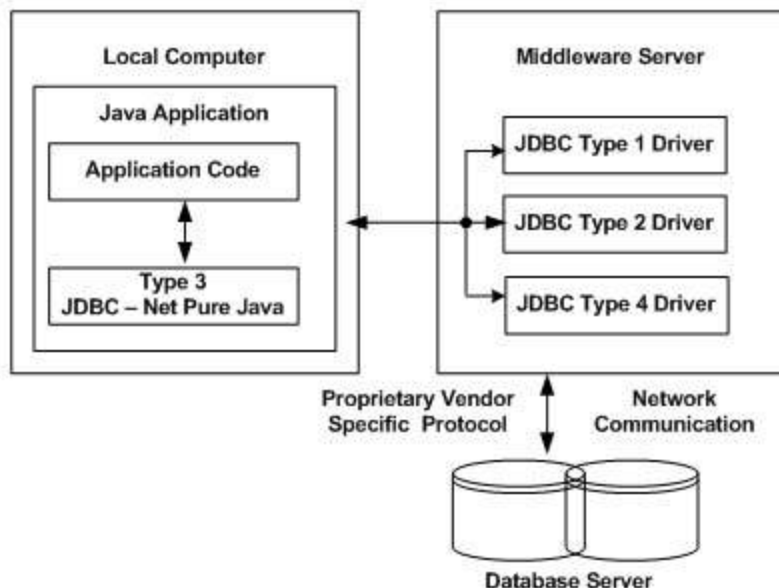 Local Computer
Java Application
Application Code
Type 3
JDBC – Net Pure Java
Middleware Server
JDBC Type 1 Driver
JDBC Type 2 Driver
JDBC Type 4 Driver
Proprietary Vendor
Specific Protocol
Network
Communication
Database Server